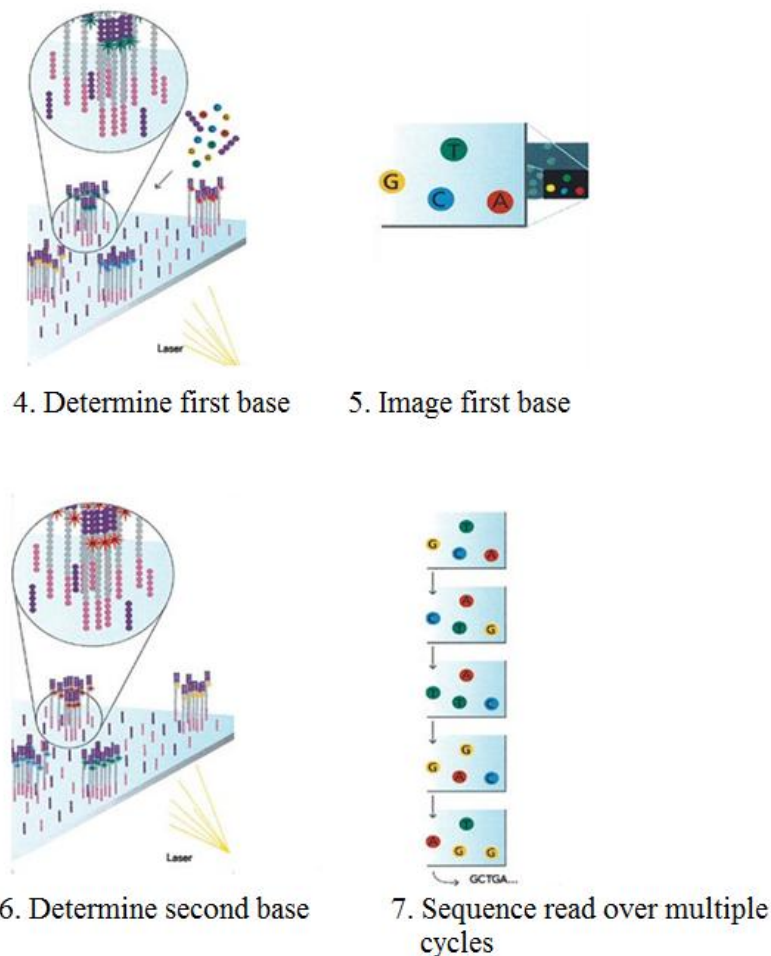 T
G
C
A
Laser
4. Determine first base
5. Image first base
T
G
C
A
A
C
T
G
A
T
T
C
G
G
A
C
T
A
G
G
GCTGA...
Laser
6. Determine second base
7. Sequence read over multiple
cycles